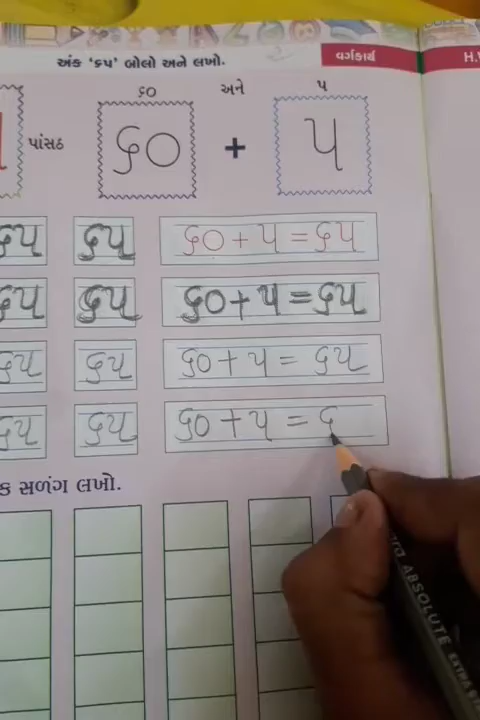 અંક ‘૬૫’ બોલો અને લખો.
વર્ગકાર્ય
H.
૬૦ અને ૫
પાંસઠ ૬૦ + ૫
૬૫ ૬૫ ૬૦ + ૫ = ૬૫
૬૫ ૬૫ ૬૦ + ૫ = ૬૫
૬૫ ૬૫ ૬૦ + ૫ = ૬૫
૬૫ ૬૫ ૬૦ + ૫ = ૬
ક સળંગ લખો.
ABSOLUTE